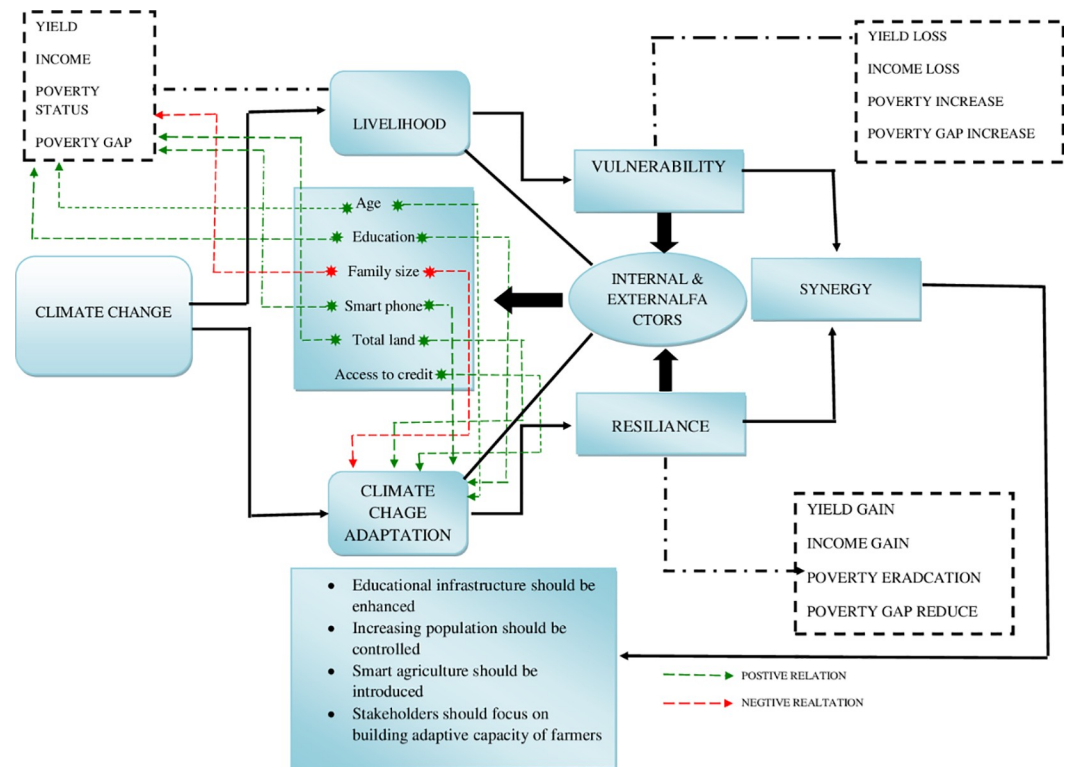 YIELD
INCOME
POVERTY
STATUS
POVERTY GAP
LIVELIHOOD
YIELD LOSS
INCOME LOSS
POVERTY INCREASE
POVERTY GAP INCREASE
VULNERABILITY
Age
Education
Family size
Smart phone
Total land
Access to credit
CLIMATE CHANGE
INTERNAL &
EXTERNALFA
CTORS
SYNERGY
RESILIANCE
CLIMATE
CHAGE
ADAPTATION
YIELD GAIN
INCOME GAIN
POVERTY ERADCATION
POVERTY GAP REDUCE
• Educational infrastructure should be
enhanced
• Increasing population should be
controlled
• Smart agriculture should be
introduced
• Stakeholders should focus on
building adaptive capacity of farmers
POSTIVE RELATION
NEGTIVE REALTATION